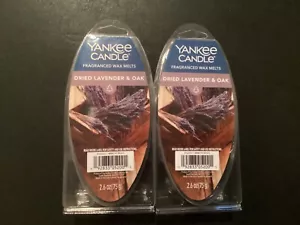 YANKEE
CANDLE
FRAGRANCED WAX MELTS
DRIED LAVENDER & OAK
2.6 oz (75 g)
YANKEE
CANDLE
FRAGRANCED WAX MELTS
DRIED LAVENDER & OAK
2.6 oz (75 g)